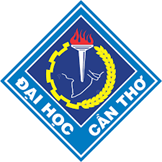 ĐẠI HỌC
CẦN THƠ